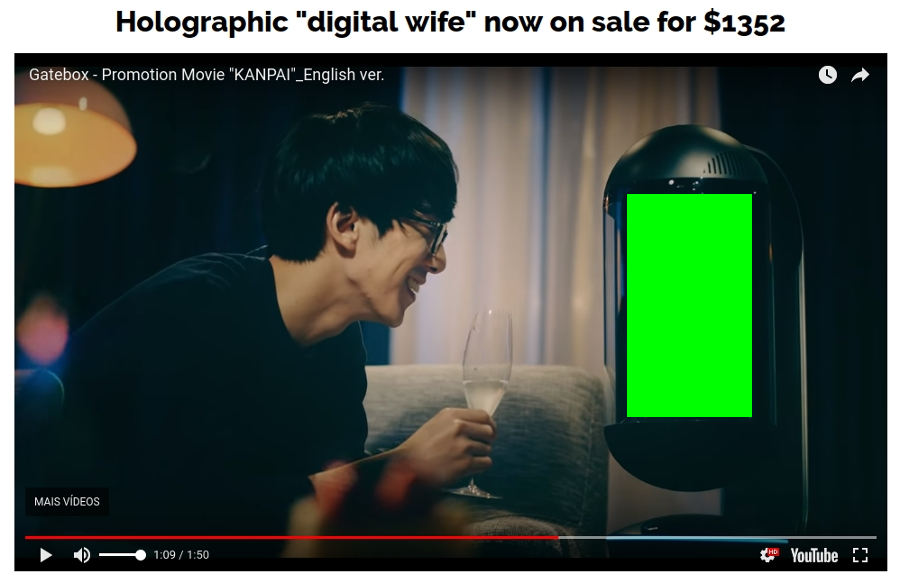 Holographic "digital wife" now on sale for $1352
Gatebox - Promotion Movie "KANPAI"_English ver.
MAIS VÍDEOS
1:09 / 1:50
HD
YouTube